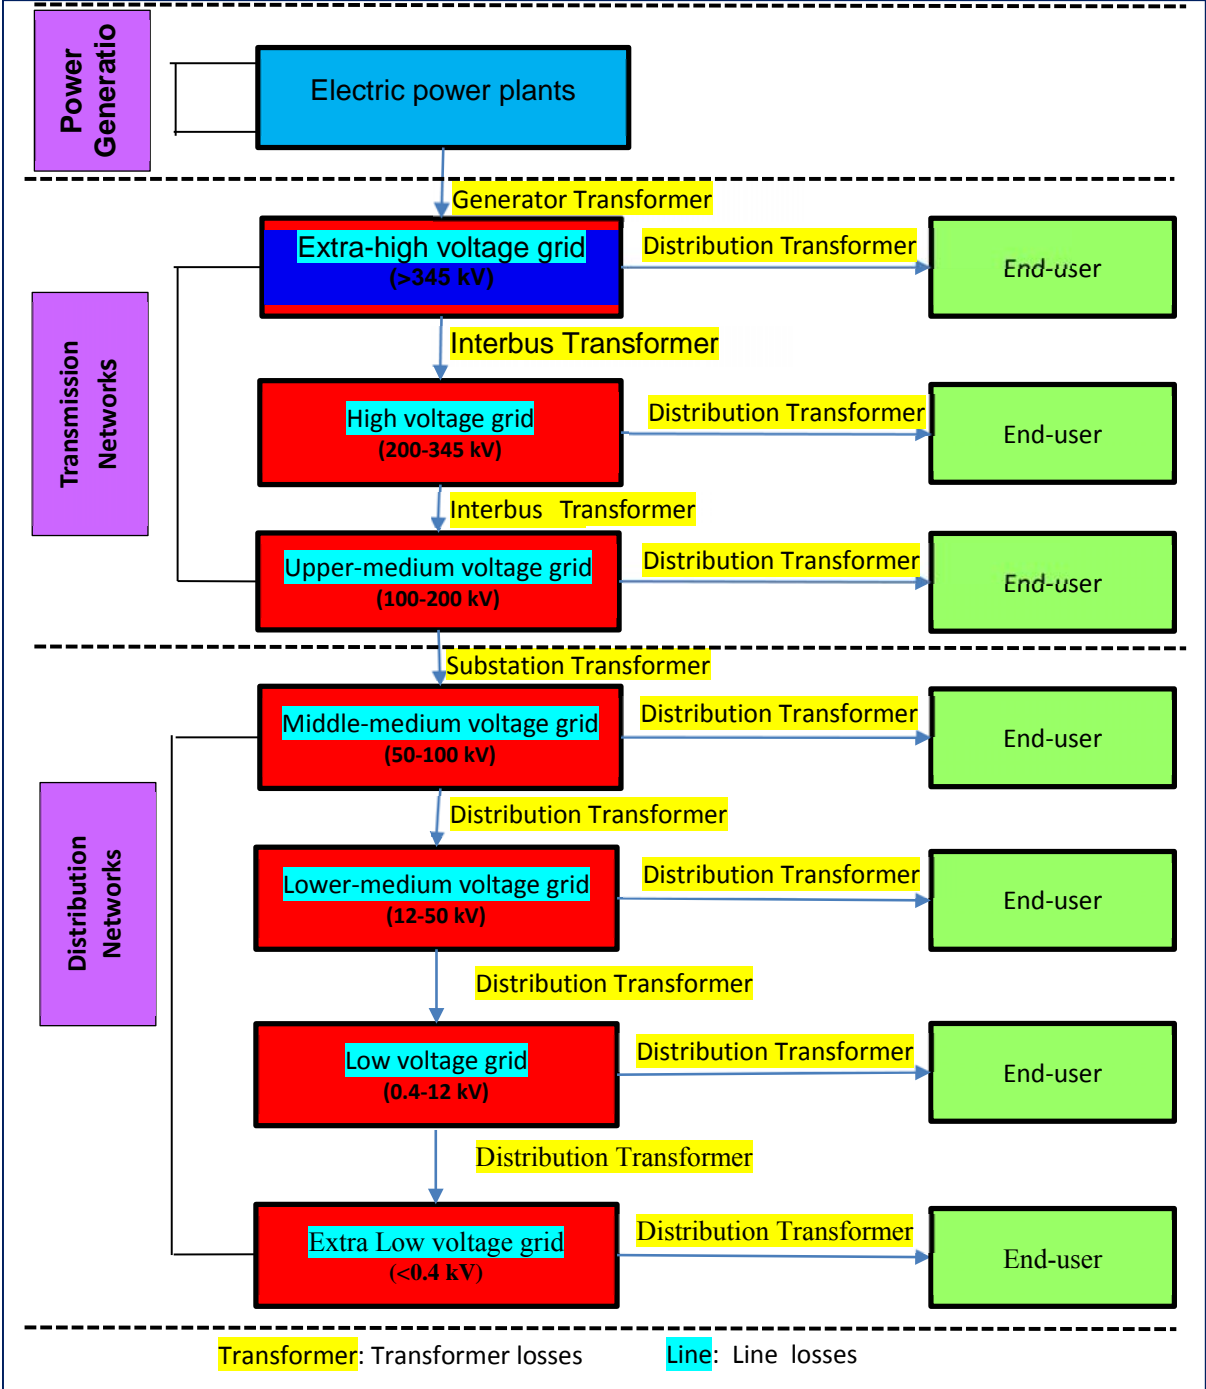 Power
Generatio
Electric power plants
Generator Transformer
Transmission
Networks
Extra-high voltage grid
(>345 kV)
Distribution Transformer
End-user
Interbus Transformer
High voltage grid
(200-345 kV)
Distribution Transformer
End-user
Interbus Transformer
Upper-medium voltage grid
(100-200 kV)
Distribution Transformer
End-user
Substation Transformer
Distribution
Networks
Middle-medium voltage grid
(50-100 kV)
Distribution Transformer
End-user
Distribution Transformer
Lower-medium voltage grid
(12-50 kV)
Distribution Transformer
End-user
Distribution Transformer
Low voltage grid
(0.4-12 kV)
Distribution Transformer
End-user
Distribution Transformer
Extra Low voltage grid
(<0.4 kV)
Distribution Transformer
End-user
Transformer: Transformer losses
Line: Line losses